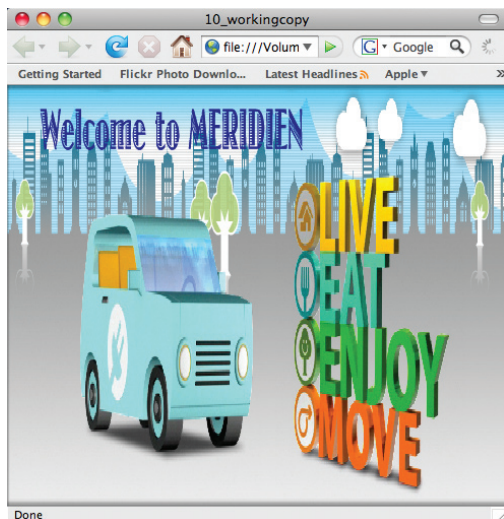 10_workingcopy
file:///Volum
G Google
Getting Started Flickr Photo Downlo... Latest Headlines Apple »
Welcome to MERIDIEN
LIVE
EAT
ENJOY
MOVE
Done